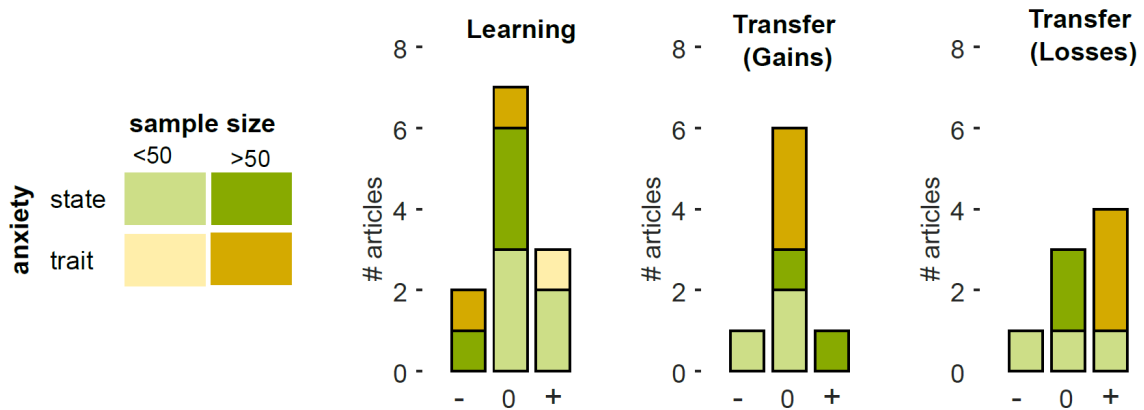 sample size
<50 >50
anxiety
state
trait
Learning
# articles
8
6
4
2
0
- 0 +
Transfer
(Gains)
# articles
8
6
4
2
0
- 0 +
Transfer
(Losses)
# articles
8
6
4
2
0
- 0 +